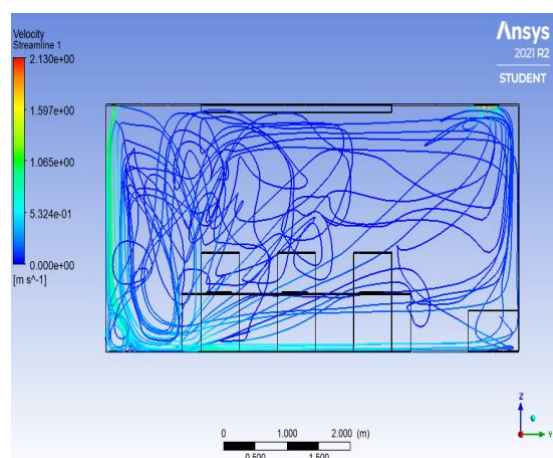 Velocity
Streamline 1
2.130e+00
1.597e+00
1.065e+00
5.324e-01
0.000e+00
[m s^-1]
Ansys
2021 R2
STUDENT
Z
Y
0 1.000 2.000 (m)
0.500 1.500